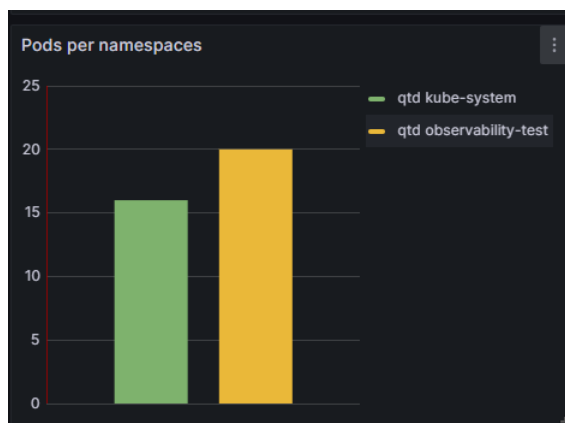 Pods per namespaces
25
20
15
10
5
0
qtd kube-system
qtd observability-test